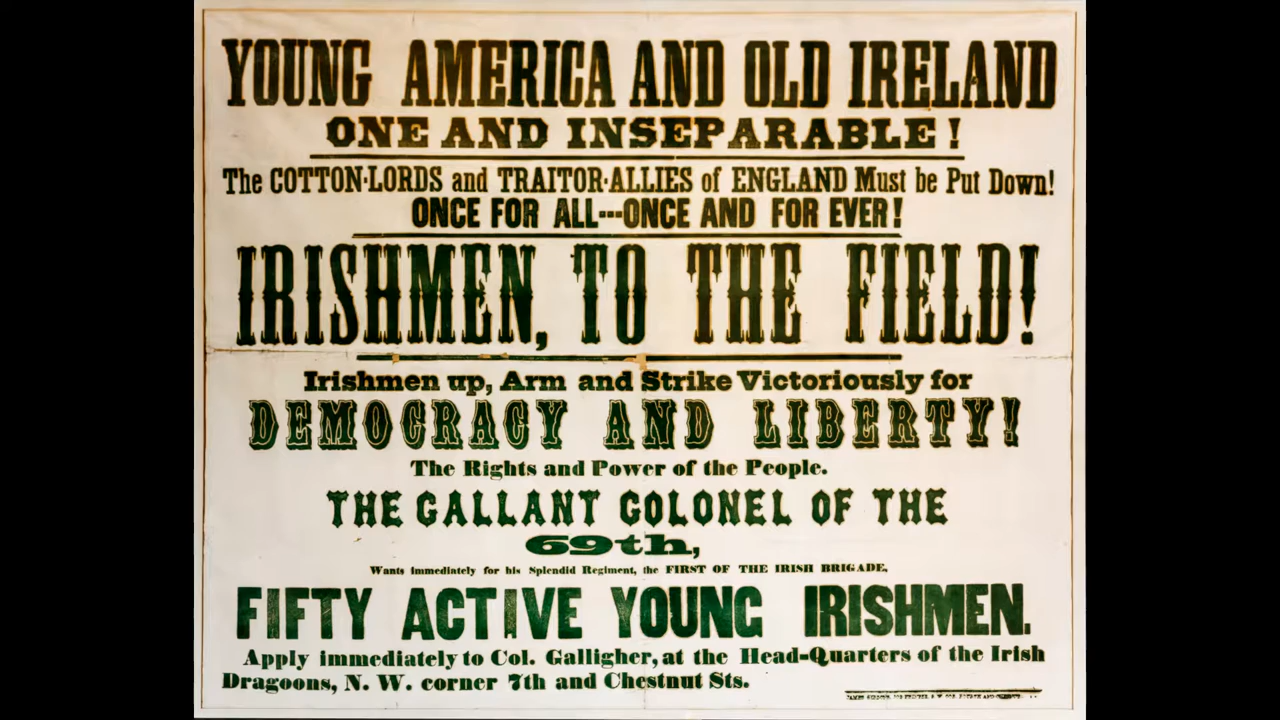 YOUNG AMERICA AND OLD IRELAND
ONE AND INSEPARABLE!
The COTTON-LORDS and TRAITOR-ALLIES of ENGLAND Must be Put Down!
ONCE FOR ALL---ONCE AND FOR EVER!
IRISHMEN, TO THE FIELD!
Irishmen up, Arm and Strike Victoriously for
DEMOCRACY AND LIBERTY!
The Rights and Power of the People.
THE GALLANT COLONEL OF THE
69th,
Wants immediately for his Splendid Regiment, the FIRST OF THE IRISH BRIGADE,
FIFTY ACTIVE YOUNG IRISHMEN.
Apply immediately to Col. Galligher, at the Head-Quarters of the Irish
Dragoons, N. W. corner 7th and Chestnut Sts.
JAMES